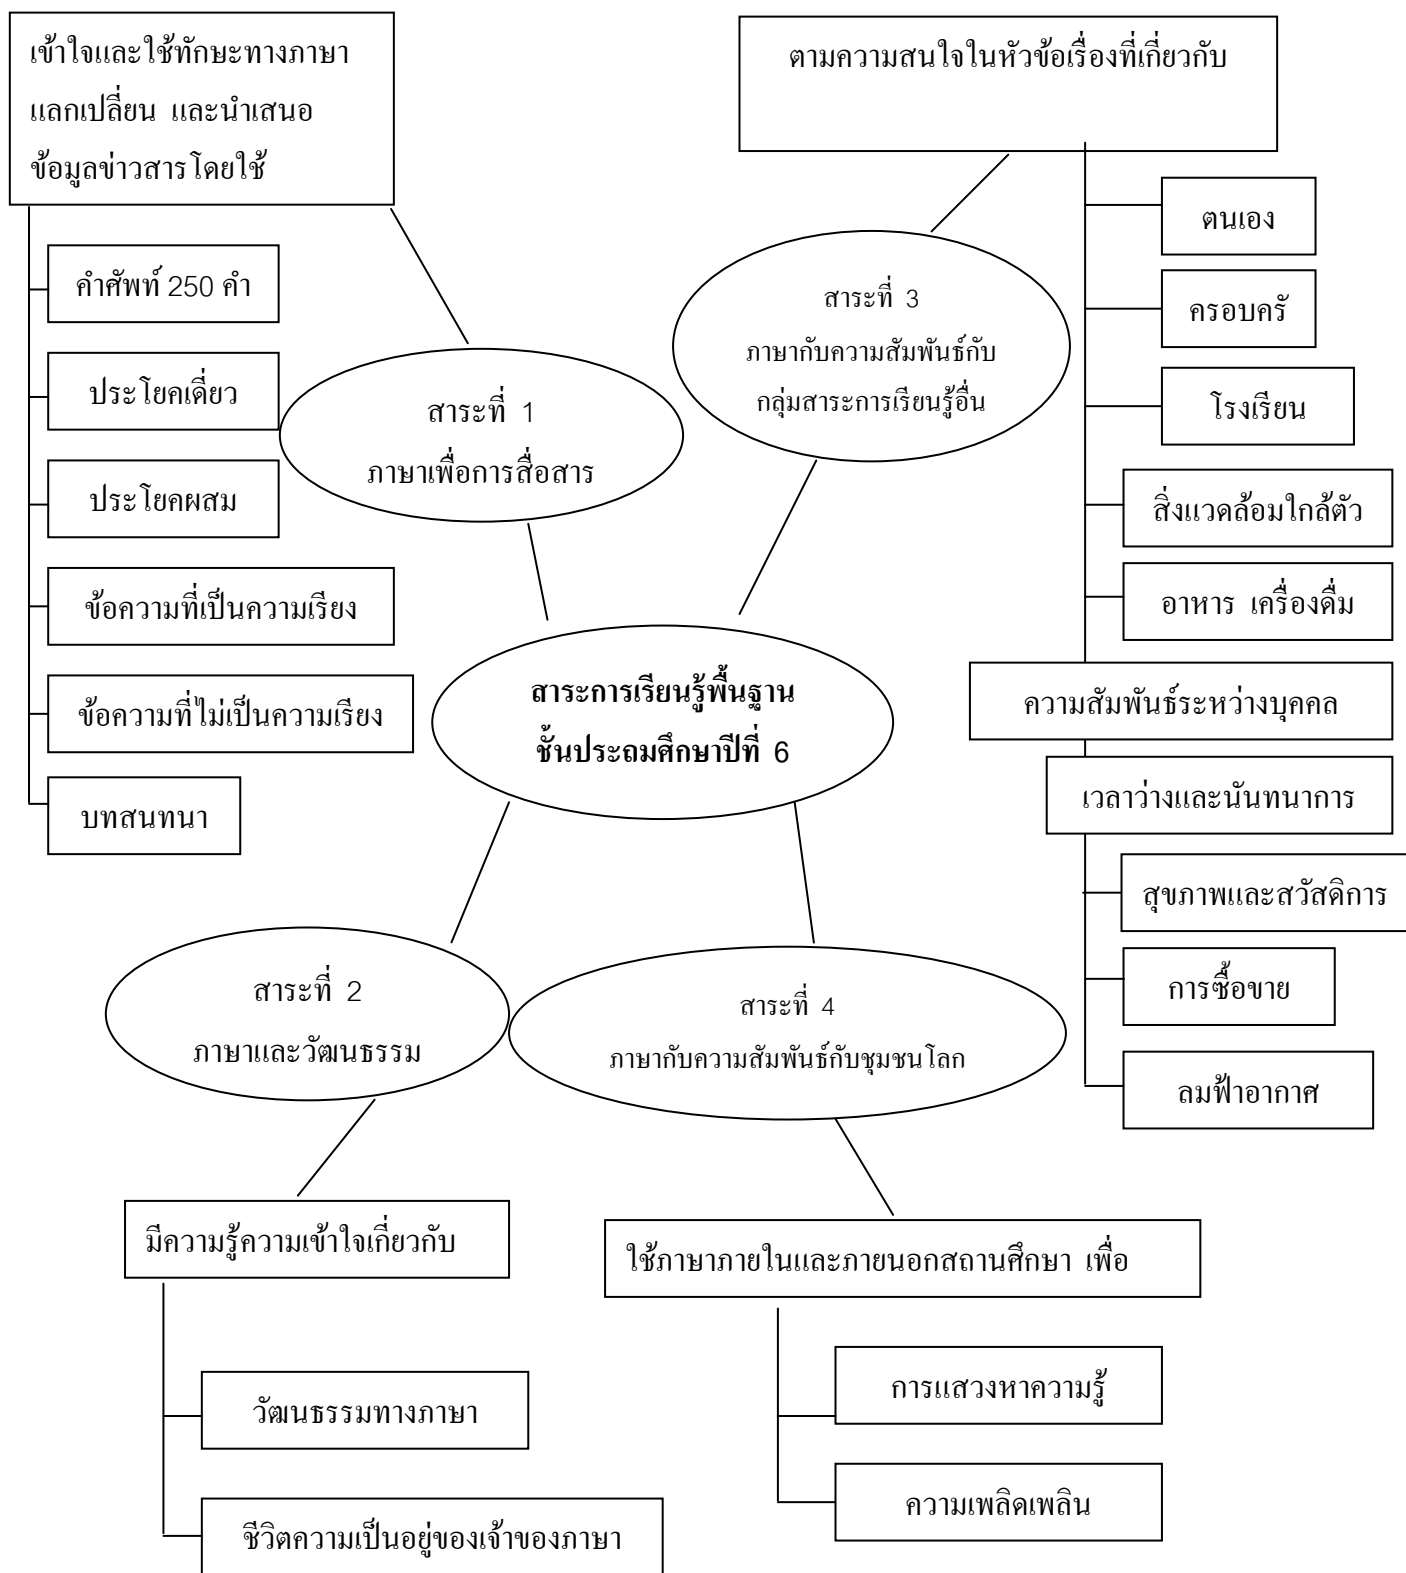 เข้าใจและใช้ทักษะทางภาษา
แลกเปลี่ยน และนำเสนอ
ข้อมูลข่าวสารโดยใช้
คำศัพท์ 250 คำ
ประโยคเดี่ยว
ประโยคผสม
ข้อความที่เป็นความเรียง
ข้อความที่ไม่เป็นความเรียง
บทสนทนา
สาระที่ 1
ภาษาเพื่อการสื่อสาร
ตามความสนใจในหัวข้อเรื่องที่เกี่ยวกับ
สาระที่ 3
ภาษากับความสัมพันธ์กับ
กลุ่มสาระการเรียนรู้อื่น
ตนเอง
ครอบครั
โรงเรียน
สิ่งแวดล้อมใกล้ตัว
อาหาร เครื่องดื่ม
ความสัมพันธ์ระหว่างบุคคล
เวลาว่างและนันทนาการ
สุขภาพและสวัสดิการ
การซื้อขาย
ลมฟ้าอากาศ
สาระการเรียนรู้พื้นฐาน
ชั้นประถมศึกษาปีที่ 6
สาระที่ 2
ภาษาและวัฒนธรรม
มีความรู้ความเข้าใจเกี่ยวกับ
วัฒนธรรมทางภาษา
ชีวิตความเป็นอยู่ของเจ้าของภาษา
สาระที่ 4
ภาษากับความสัมพันธ์กับชุมชนโลก
ใช้ภาษาภายในและภายนอกสถานศึกษา เพื่อ
การแสวงหาความรู้
ความเพลิดเพลิน